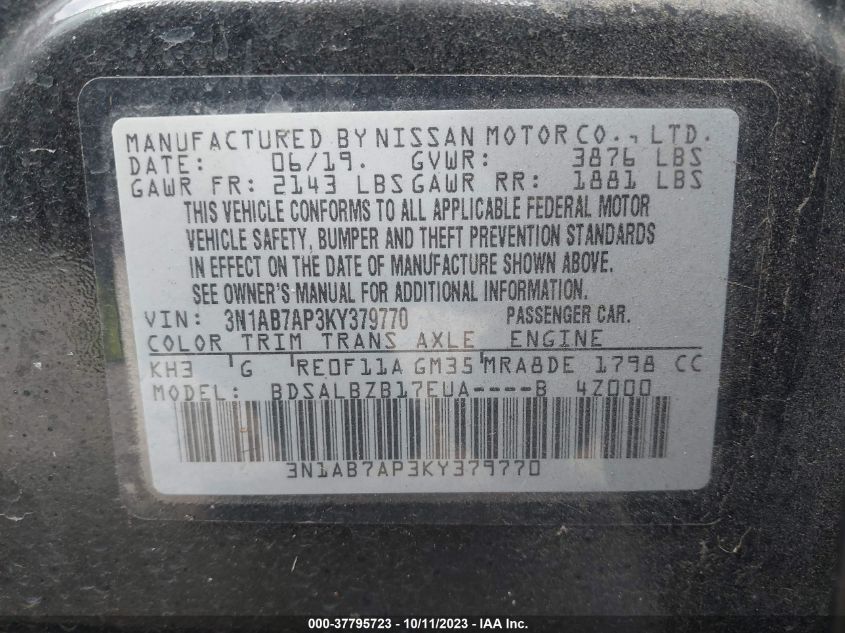 MANUFACTURED BY NISSAN MOTOR CO., LTD.
DATE: 06/19. GVWR: 3876 LBS
GAWR FR: 2143 LBS GAWR RR: 1881 LBS
THIS VEHICLE CONFORMS TO ALL APPLICABLE FEDERAL MOTOR
VEHICLE SAFETY, BUMPER AND THEFT PREVENTION STANDARDS
IN EFFECT ON THE DATE OF MANUFACTURE SHOWN ABOVE.
SEE OWNER'S MANUAL FOR ADDITIONAL INFORMATION.
VIN: 3N1AB7AP3KY379770 PASSENGER CAR.
COLOR TRIM TRANS AXLE ENGINE
KH3 G RE0F11A GM35 MRA8DE 1798 CC
MODEL: BDSALBZB17EUA----B 4Z000
3N1AB7AP3KY379770
000-37795723 - 10/11/2023 - IAA Inc.